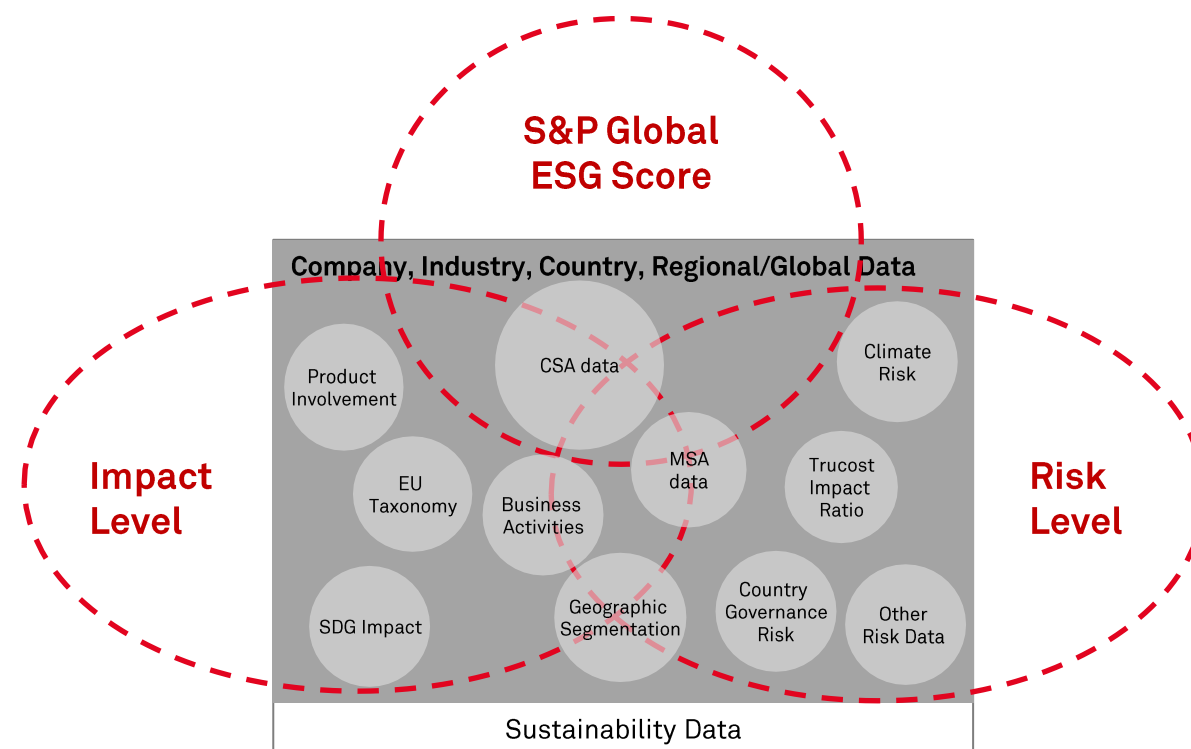 S&P Global
ESG Score
Company, Industry, Country, Regional/Global Data
CSA data
Climate
Risk
Product
Involvement
Impact
Level
EU
Taxonomy
Business
Activities
MSA
data
Trucost
Impact
Ratio
Risk
Level
SDG Impact
Geographic
Segmentation
Country
Governance
Risk
Other
Risk Data
Sustainability Data